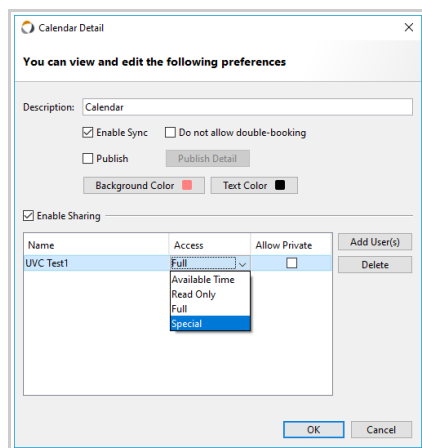 Calendar Detail
You can view and edit the following preferences
Description: Calendar
Enable Sync Do not allow double-booking
Publish Publish Detail
Background Color Text Color
Enable Sharing
Name Access Allow Private Add User(s)
UVC Test1 Full Delete
Available Time
Read Only
Full
Special
OK Cancel